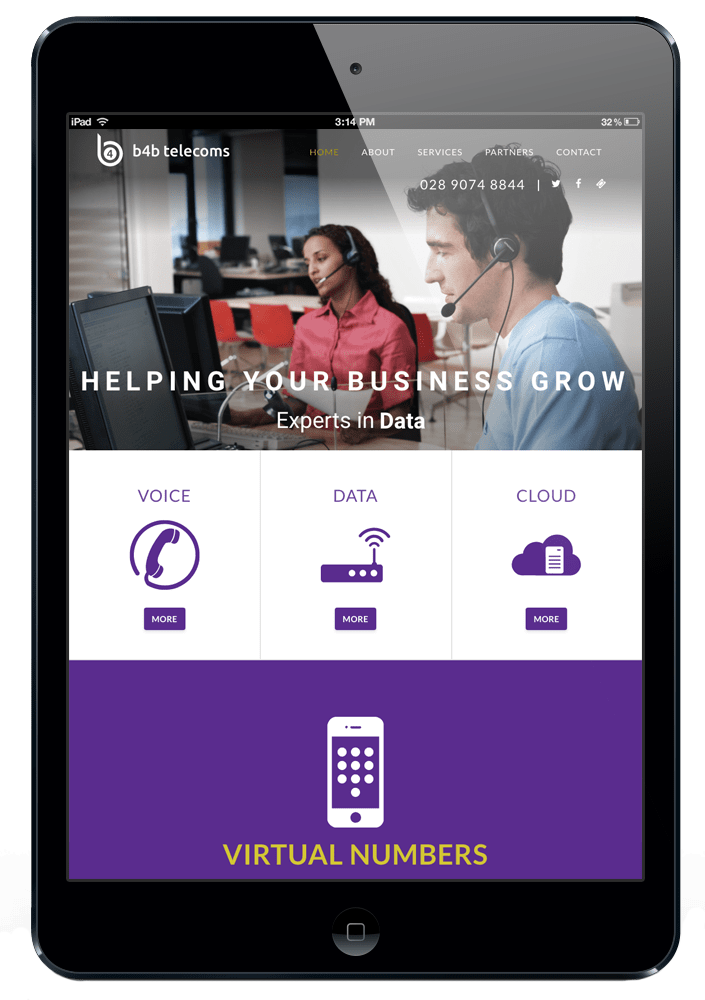 iPad 3:14 PM 32%
4 b4b telecoms HOME ABOUT SERVICES PARTNERS CONTACT
028 9074 8844 |
HELPING YOUR BUSINESS GROW
Experts in Data
VOICE DATA CLOUD
MORE MORE MORE
VIRTUAL NUMBERS